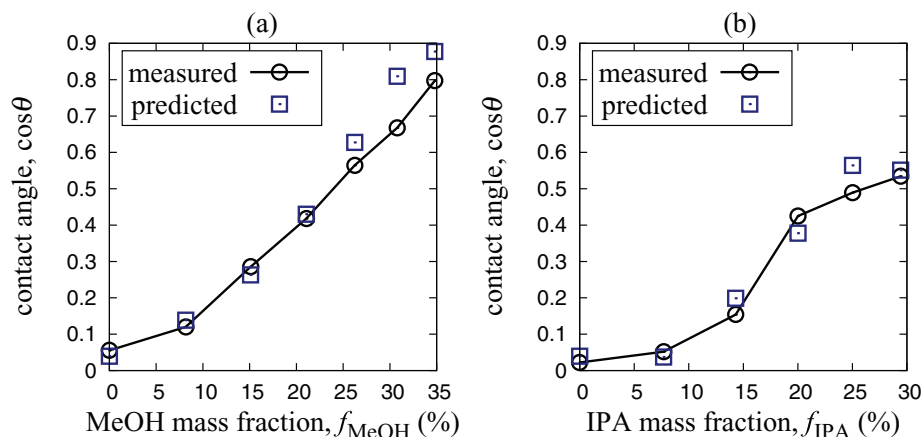 (a)
0.9
0.8
0.7
0.6
0.5
0.4
0.3
0.2
0.1
0
0 5 10 15 20 25 30 35
contact angle, cosθ
MeOH mass fraction, fMeOH (%)
measured
predicted
(b)
0.9
0.8
0.7
0.6
0.5
0.4
0.3
0.2
0.1
0
0 5 10 15 20 25 30
contact angle, cosθ
IPA mass fraction, fIPA (%)
measured
predicted